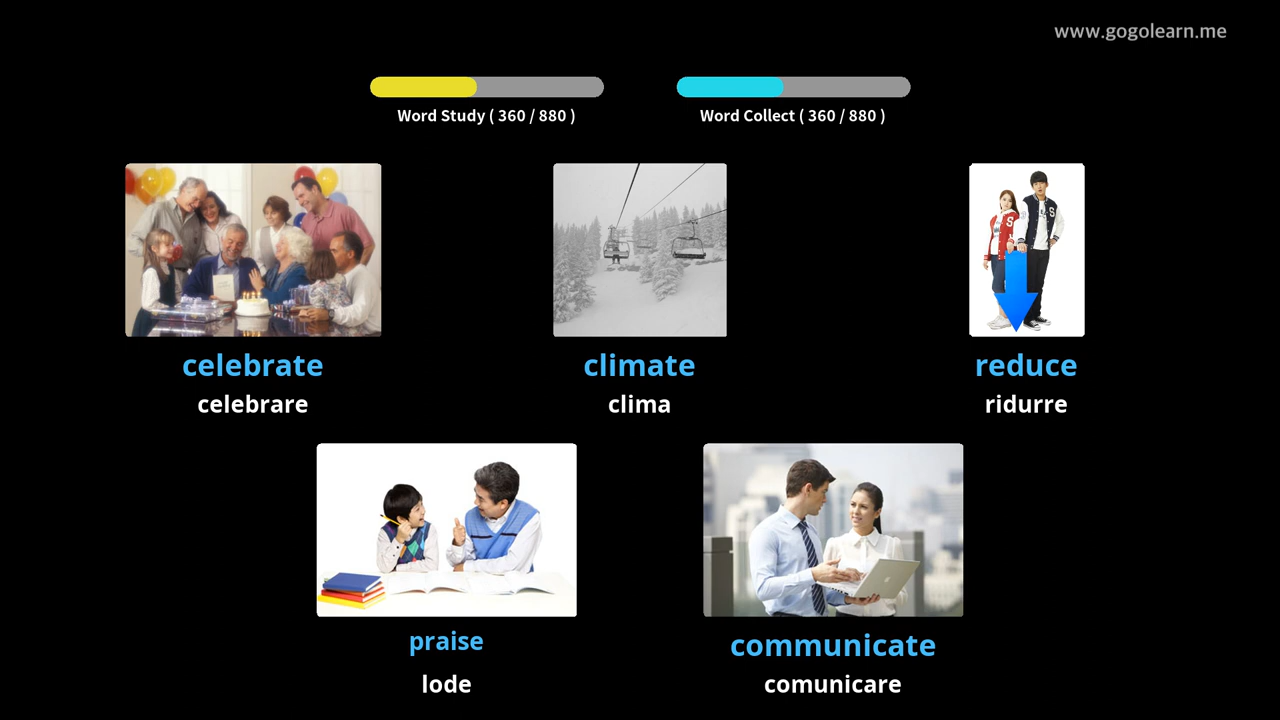 www.gogolearn.me
Word Study ( 360 / 880 )
Word Collect ( 360 / 880 )
celebrate
celebrare
climate
clima
reduce
ridurre
praise
lode
communicate
comunicare